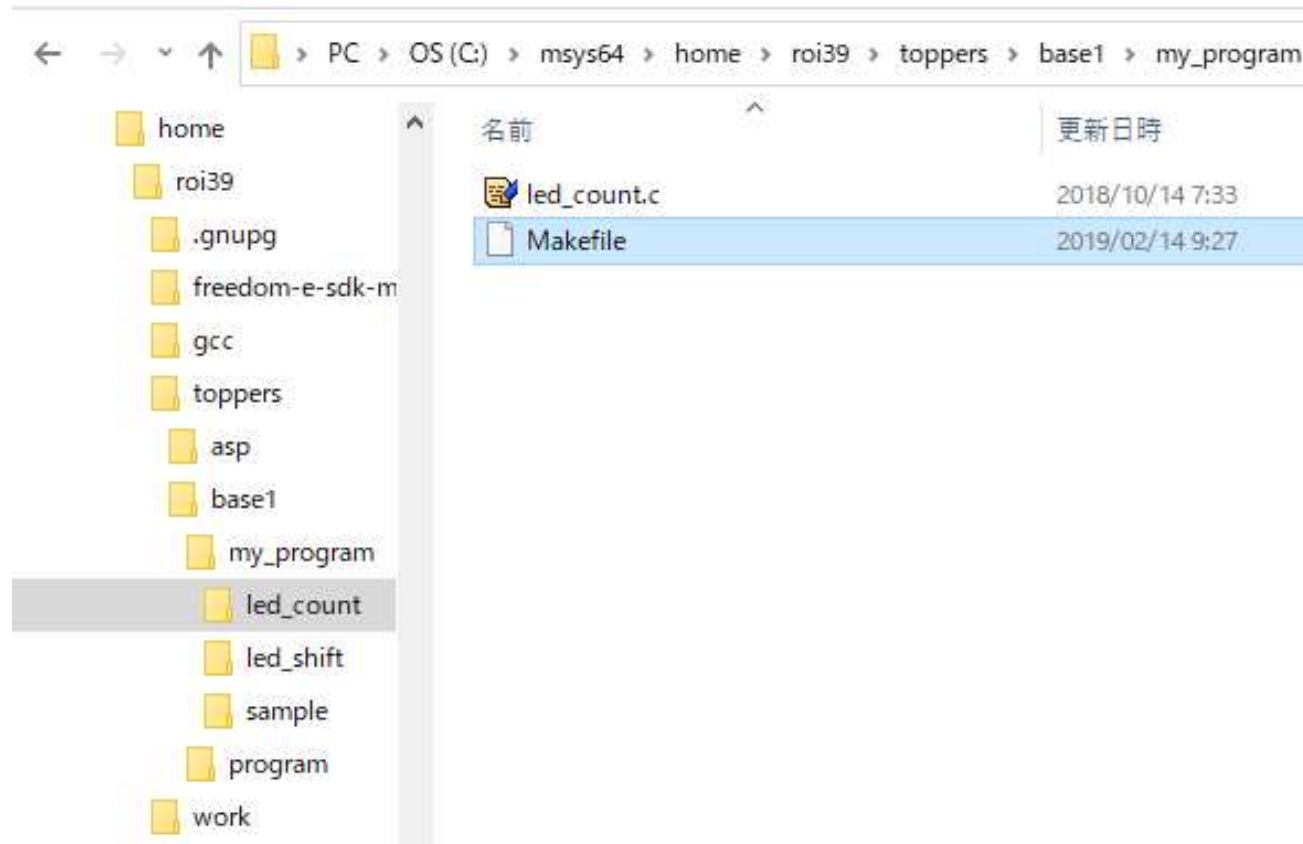 PC > OS (C:) > msys64 > home > roi39 > toppers > base1 > my_program
名前 更新日時
led_count.c 2018/10/14 7:33
Makefile 2019/02/14 9:27
home
roi39
.gnupg
freedom-e-sdk-m
gcc
toppers
asp
base1
my_program
led_count
led_shift
sample
program
work